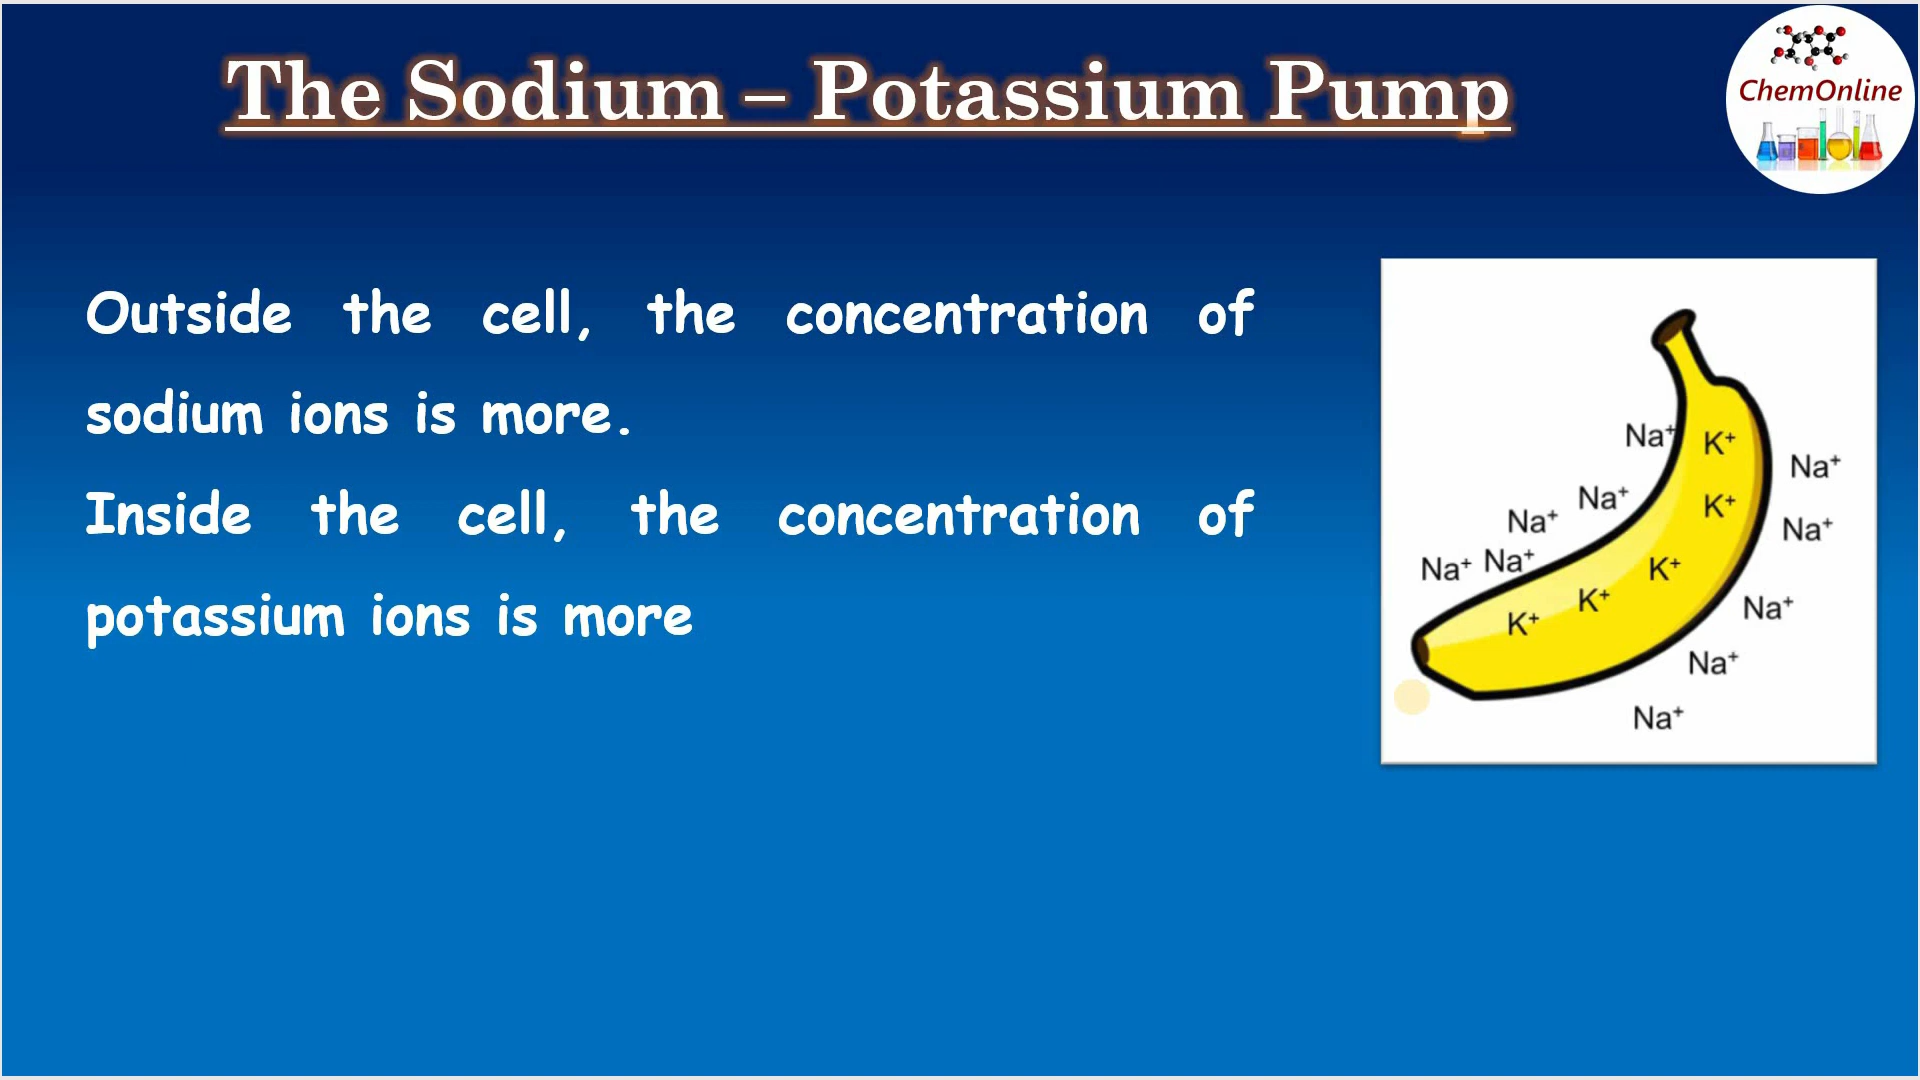 The Sodium – Potassium Pump
ChemOnline
Outside the cell, the concentration of
sodium ions is more.
Inside the cell, the concentration of
potassium ions is more
Na⁺ K⁺
Na⁺
Na⁺ K⁺
Na⁺
Na⁺
Na⁺ Na⁺ K⁺
K⁺ Na⁺
K⁺
Na⁺
Na⁺